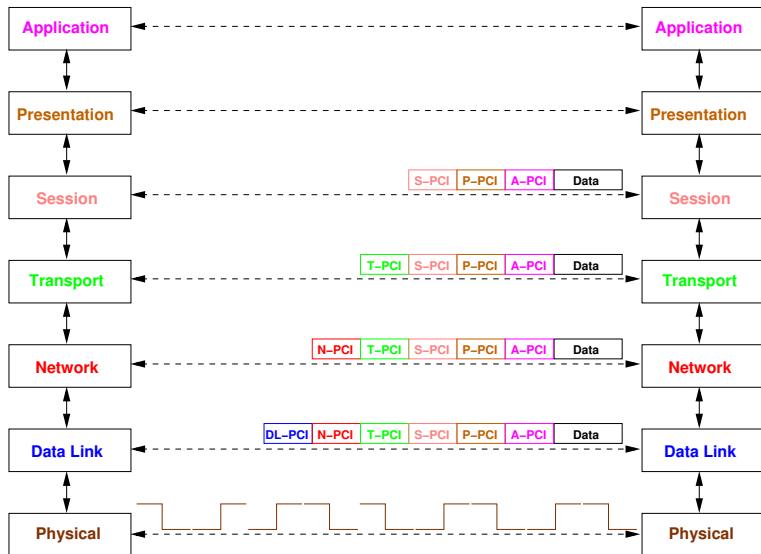 Application Application
Presentation Presentation
S−PCI P−PCI A−PCI Data
Session Session
T−PCI S−PCI P−PCI A−PCI Data
Transport Transport
N−PCI T−PCI S−PCI P−PCI A−PCI Data
Network Network
DL−PCI N−PCI T−PCI S−PCI P−PCI A−PCI Data
Data Link Data Link
Physical Physical